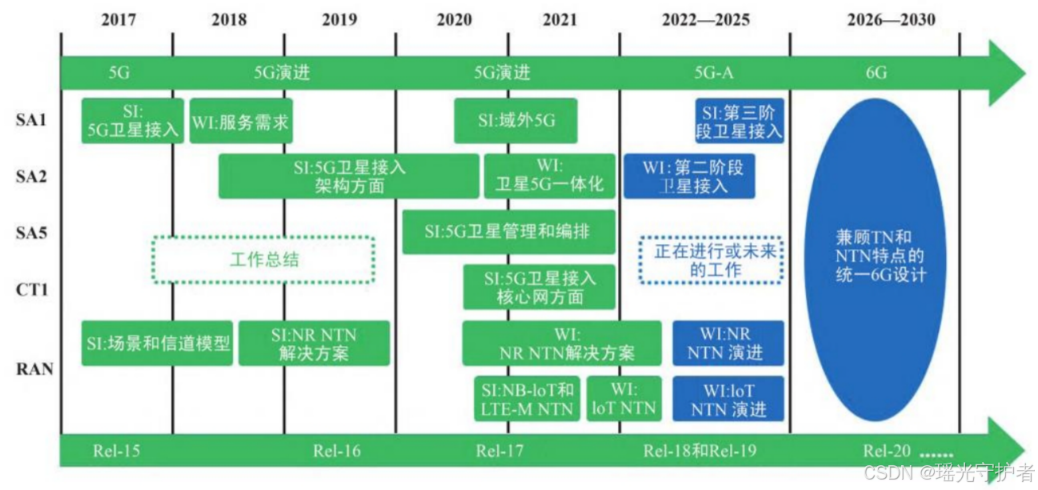 2017 2018 2019 2020 2021 2022—2025 2026—2030
5G 5G演进 5G演进 5G-A 6G
SA1
SI:
5G卫星接入
WI:服务需求
SI:域外5G
SI:第三阶
段卫星接入
SA2
SI:5G卫星接入
架构方面
WI:
卫星5G一体化
WI:第二阶段
卫星接入
SA5
SI:5G卫星管理和编排
工作总结
正在进行或未来
的工作
兼顾TN和
NTN特点的
统一6G设计
CT1
SI:5G卫星接入
核心网方面
RAN
SI:场景和信道模型
SI:NR NTN
解决方案
WI:
NR NTN解决方案
WI:NR
NTN 演进
SI:NB-IoT和
LTE-M NTN
WI:
IoT NTN
WI:IoT
NTN 演进
Rel-15 Rel-16 Rel-17 Rel-18和Rel-19 Rel-20 ……
CSDN @瑶光守护者